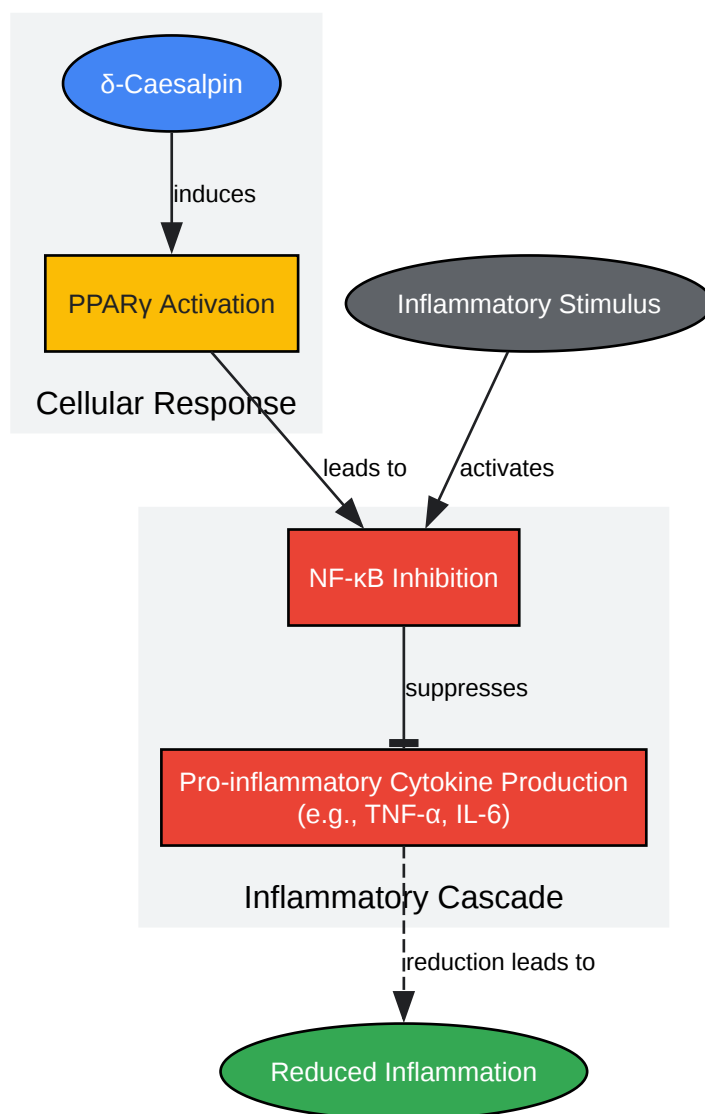 δ-Caesalpin
induces
PPARγ Activation
Inflammatory Stimulus
Cellular Response
leads to
activates
NF-κB Inhibition
suppresses
Pro-inflammatory Cytokine Production
(e.g., TNF-α, IL-6)
Inflammatory Cascade
reduction leads to
Reduced Inflammation